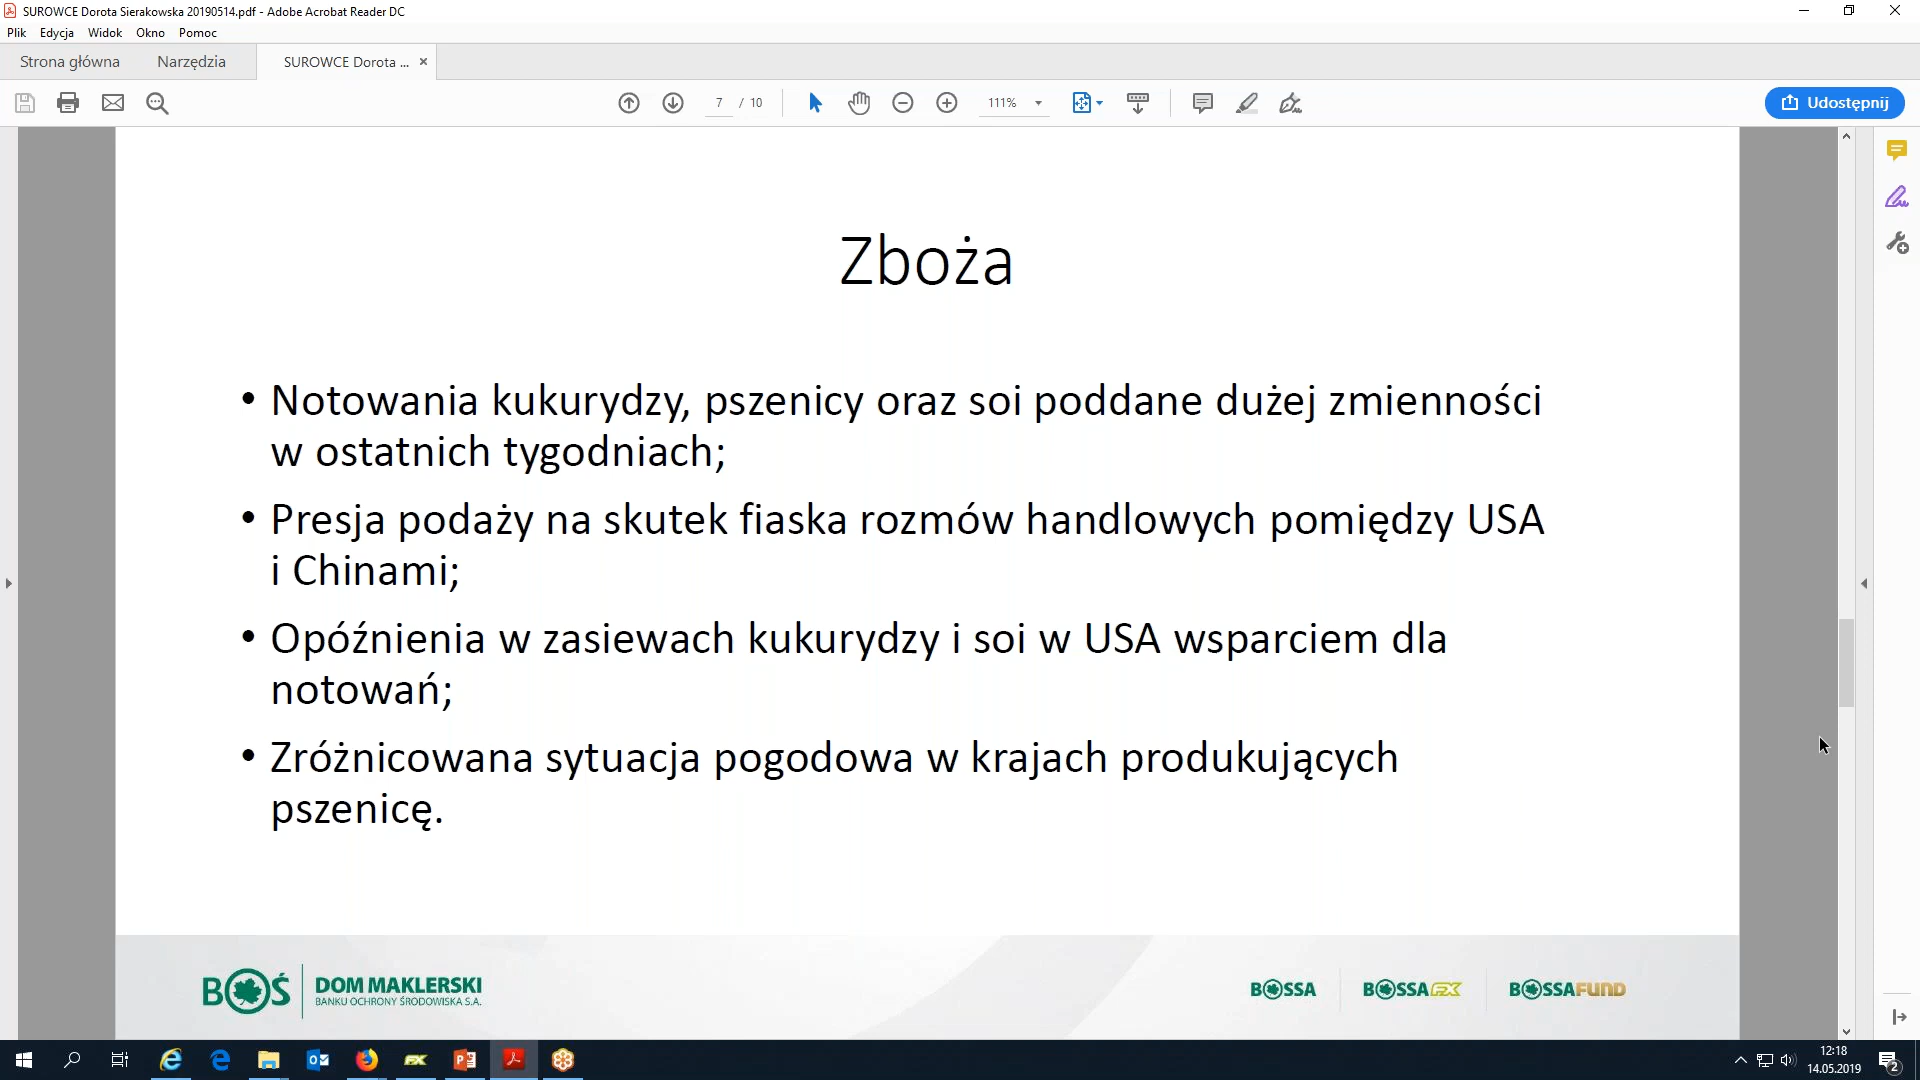 SUROWCE Dorota Sierakowska 20190514.pdf - Adobe Acrobat Reader DC
Plik Edycja Widok Okno Pomoc
Strona główna Narzędzia SUROWCE Dorota ...
7 / 10 111% Udostępnij
Zboża
• Notowania kukurydzy, pszenicy oraz soi poddane dużej zmienności
w ostatnich tygodniach;
• Presja podaży na skutek fiaska rozmów handlowych pomiędzy USA
i Chinami;
• Opóźnienia w zasiewach kukurydzy i soi w USA wsparciem dla
notowań;
• Zróżnicowana sytuacja pogodowa w krajach produkujących
pszenicę.
BOŚ DOM MAKLERSKI
BANKU OCHRONY ŚRODOWISKA S.A.
BOSSA BOSSAFX BOSSAFUND
12:18
14.05.2019
2